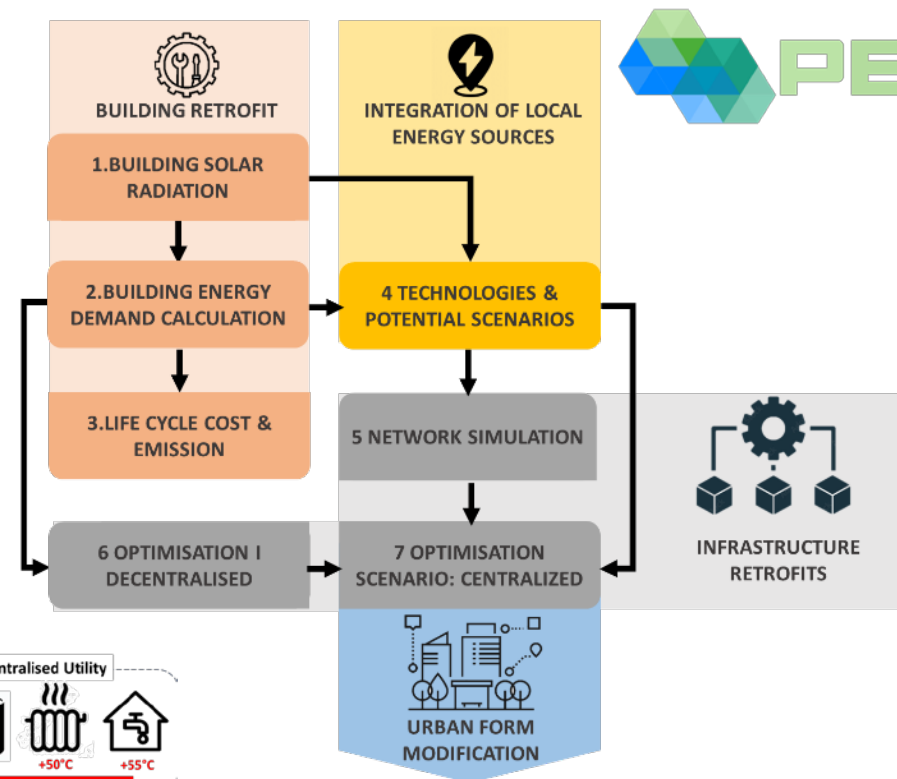 BUILDING RETROFIT
INTEGRATION OF LOCAL
ENERGY SOURCES
PE
1.BUILDING SOLAR
RADIATION
2.BUILDING ENERGY
DEMAND CALCULATION
4 TECHNOLOGIES &
POTENTIAL SCENARIOS
3.LIFE CYCLE COST &
EMISSION
5 NETWORK SIMULATION
6 OPTIMISATION I
DECENTRALISED
7 OPTIMISATION
SCENARIO: CENTRALIZED
INFRASTRUCTURE
RETROFITS
ntralised Utility
+50°C
+55°C
URBAN FORM
MODIFICATION